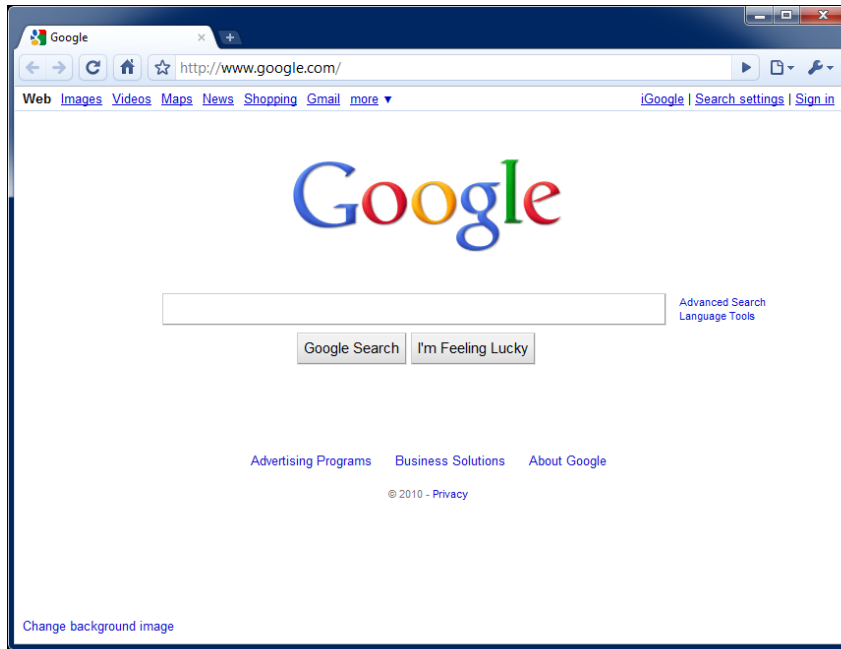 Google
http://www.google.com/
Web Images Videos Maps News Shopping Gmail more ▼ iGoogle | Search settings | Sign in
Google
Advanced Search
Language Tools
Google Search I'm Feeling Lucky
Advertising Programs Business Solutions About Google
© 2010 - Privacy
Change background image